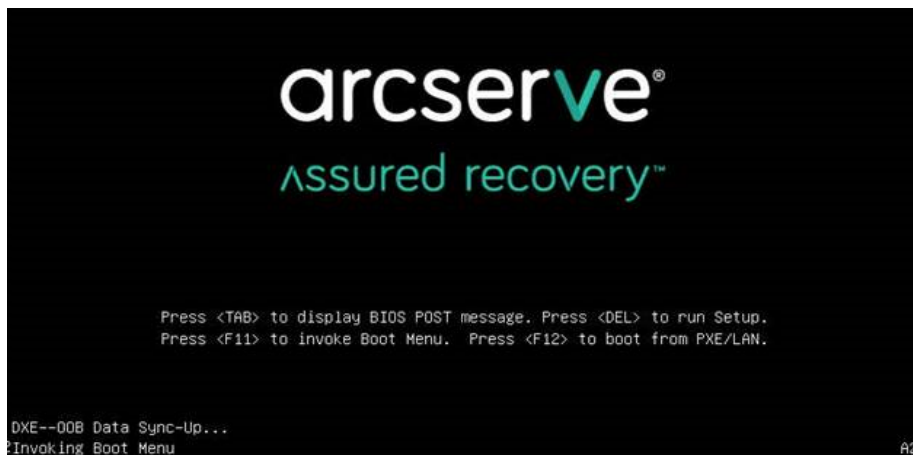 arcserve®
Assured recovery™
Press <TAB> to display BIOS POST message. Press <DEL> to run Setup.
Press <F11> to invoke Boot Menu. Press <F12> to boot from PXE/LAN.
DXE--OOB Data Sync-Up...
Invoking Boot Menu